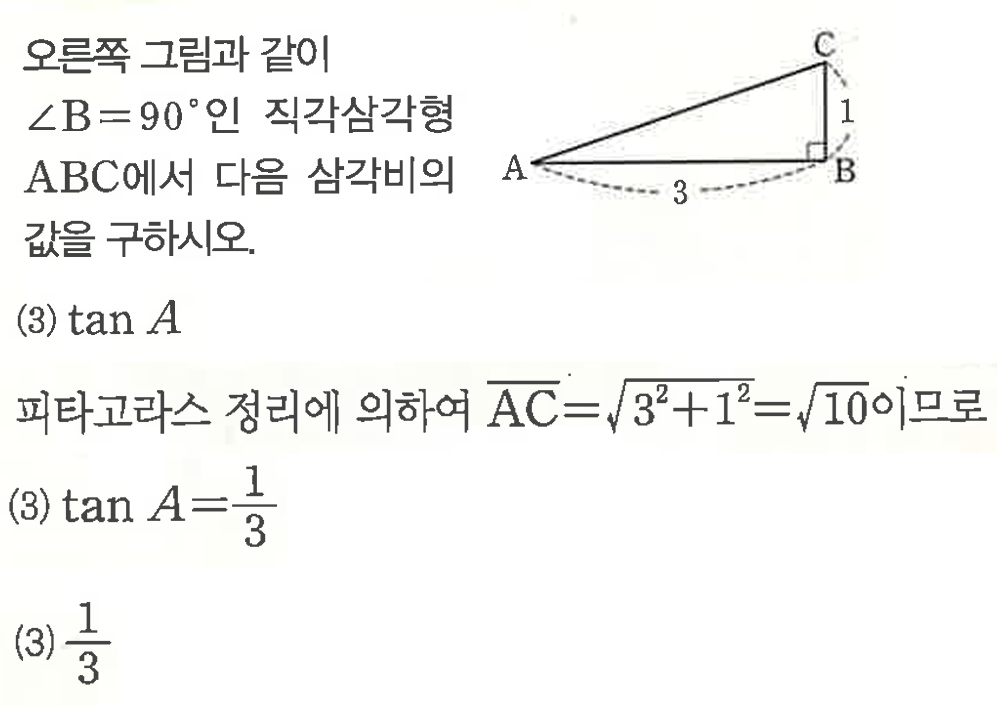 오른쪽 그림과 같이
∠B=90°인 직각삼각형
ABC에서 다음 삼각비의
값을 구하시오.
C
1
A
B
3
(3) tan A
피타고라스 정리에 의하여 \overline{AC}=√(3²+1²)=√10이므로
(3) tan A=1/3
(3) 1/3